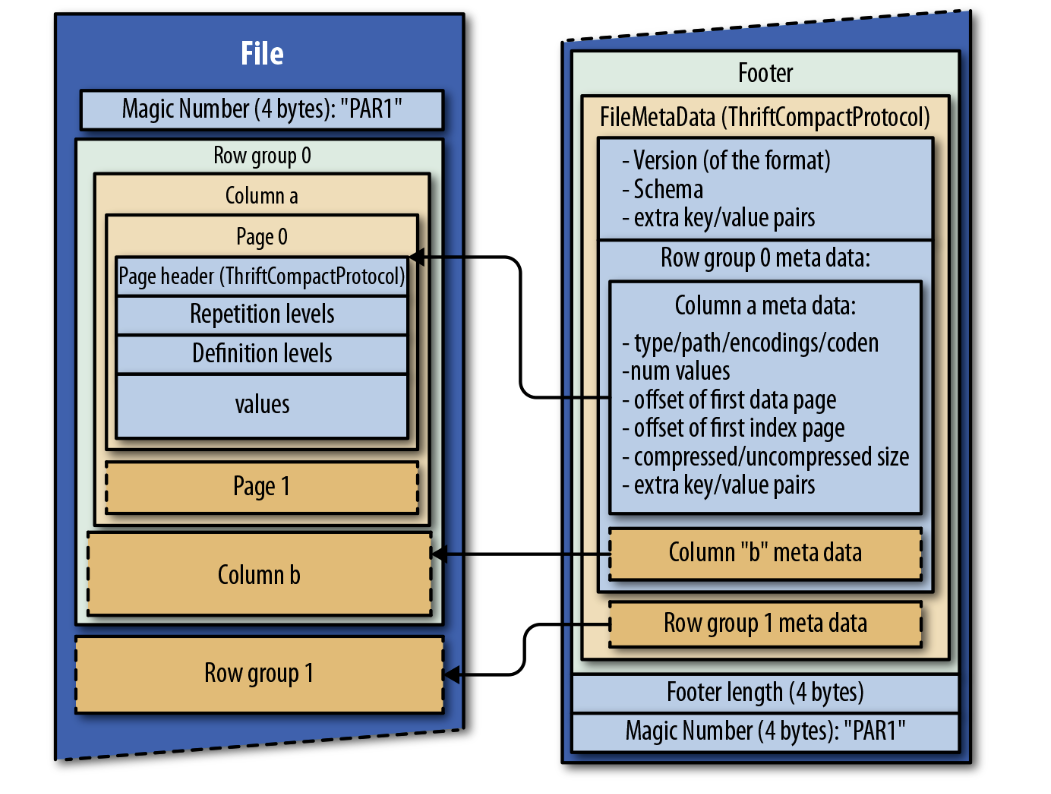 File
Magic Number (4 bytes): "PAR1"
Row group 0
Column a
Page 0
Page header (ThriftCompactProtocol)
Repetition levels
Definition levels
values
Page 1
Column b
Row group 1
Footer
FileMetaData (ThriftCompactProtocol)
- Version (of the format)
- Schema
- extra key/value pairs
Row group 0 meta data:
Column a meta data:
- type/path/encodings/coden
-num values
- offset of first data page
- offset of first index page
- compressed/uncompressed size
- extra key/value pairs
Column "b" meta data
Row group 1 meta data
Footer length (4 bytes)
Magic Number (4 bytes): "PAR1"